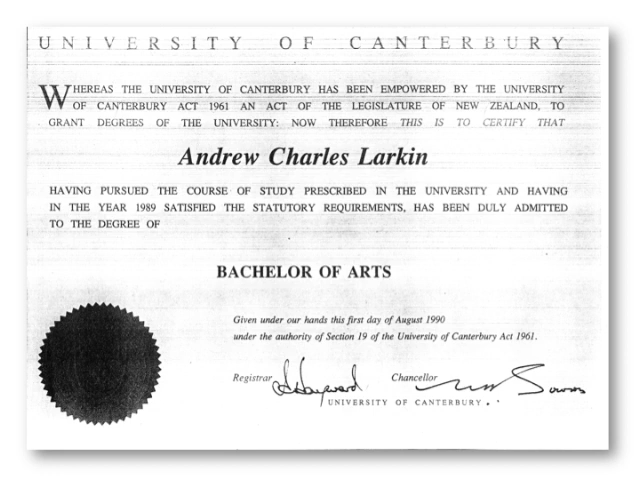 UNIVERSITY OF CANTERBURY
WHEREAS THE UNIVERSITY OF CANTERBURY HAS BEEN EMPOWERED BY THE UNIVERSITY
OF CANTERBURY ACT 1961 AN ACT OF THE LEGISLATURE OF NEW ZEALAND, TO
GRANT DEGREES OF THE UNIVERSITY: NOW THEREFORE THIS IS TO CERTIFY THAT
Andrew Charles Larkin
HAVING PURSUED THE COURSE OF STUDY PRESCRIBED IN THE UNIVERSITY AND HAVING
IN THE YEAR 1989 SATISFIED THE STATUTORY REQUIREMENTS, HAS BEEN DULY ADMITTED
TO THE DEGREE OF
BACHELOR OF ARTS
Given under our hands this first day of August 1990
under the authority of Section 19 of the University of Canterbury Act 1961.
Registrar Chancellor
UNIVERSITY OF CANTERBURY